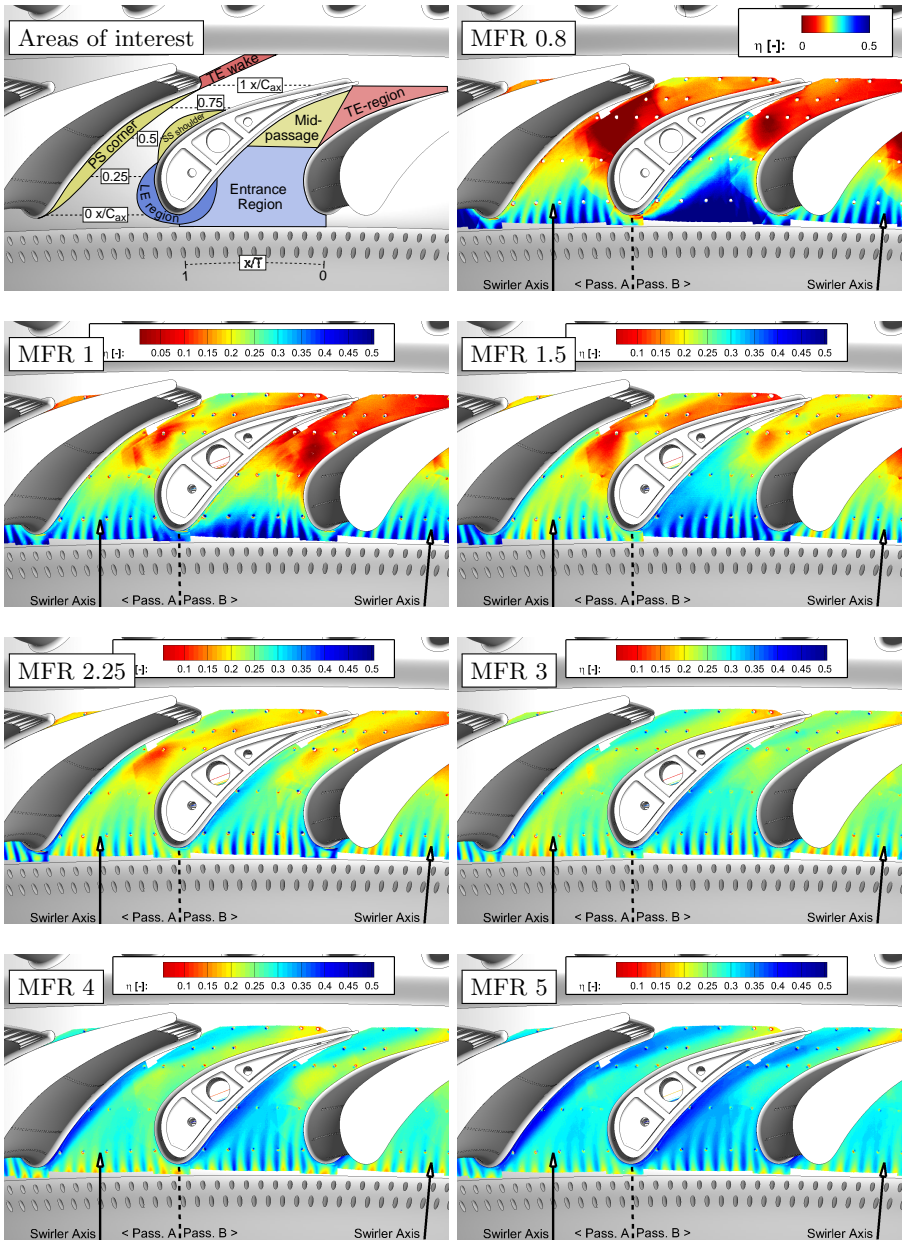 Areas of interest
TE wake
1 x/Cax
0.75
TE-region
SS shoulder
Mid-
passage
PS corner
0.5
0.25
LE region
Entrance
Region
0 x/Cax
1
x/T
0
MFR 0.8
η [-]:
0
0.5
Swirler Axis
< Pass. A
Pass. B >
Swirler Axis
MFR 1
η [-]:
0.05 0.1 0.15 0.2 0.25 0.3 0.35 0.4 0.45 0.5
Swirler Axis
< Pass. A
Pass. B >
Swirler Axis
MFR 1.5
η [-]:
0.1 0.15 0.2 0.25 0.3 0.35 0.4 0.45 0.5
Swirler Axis
< Pass. A
Pass. B >
Swirler Axis
MFR 2.25
[-]:
0.1 0.15 0.2 0.25 0.3 0.35 0.4 0.45 0.5
Swirler Axis
< Pass. A
Pass. B >
Swirler Axis
MFR 3
η [-]:
0.1 0.15 0.2 0.25 0.3 0.35 0.4 0.45 0.5
Swirler Axis
< Pass. A
Pass. B >
Swirler Axis
MFR 4
η [-]:
0.1 0.15 0.2 0.25 0.3 0.35 0.4 0.45 0.5
Swirler Axis
< Pass. A
Pass. B >
Swirler Axis
MFR 5
η [-]:
0.1 0.15 0.2 0.25 0.3 0.35 0.4 0.45 0.5
Swirler Axis
< Pass. A
Pass. B >
Swirler Axis